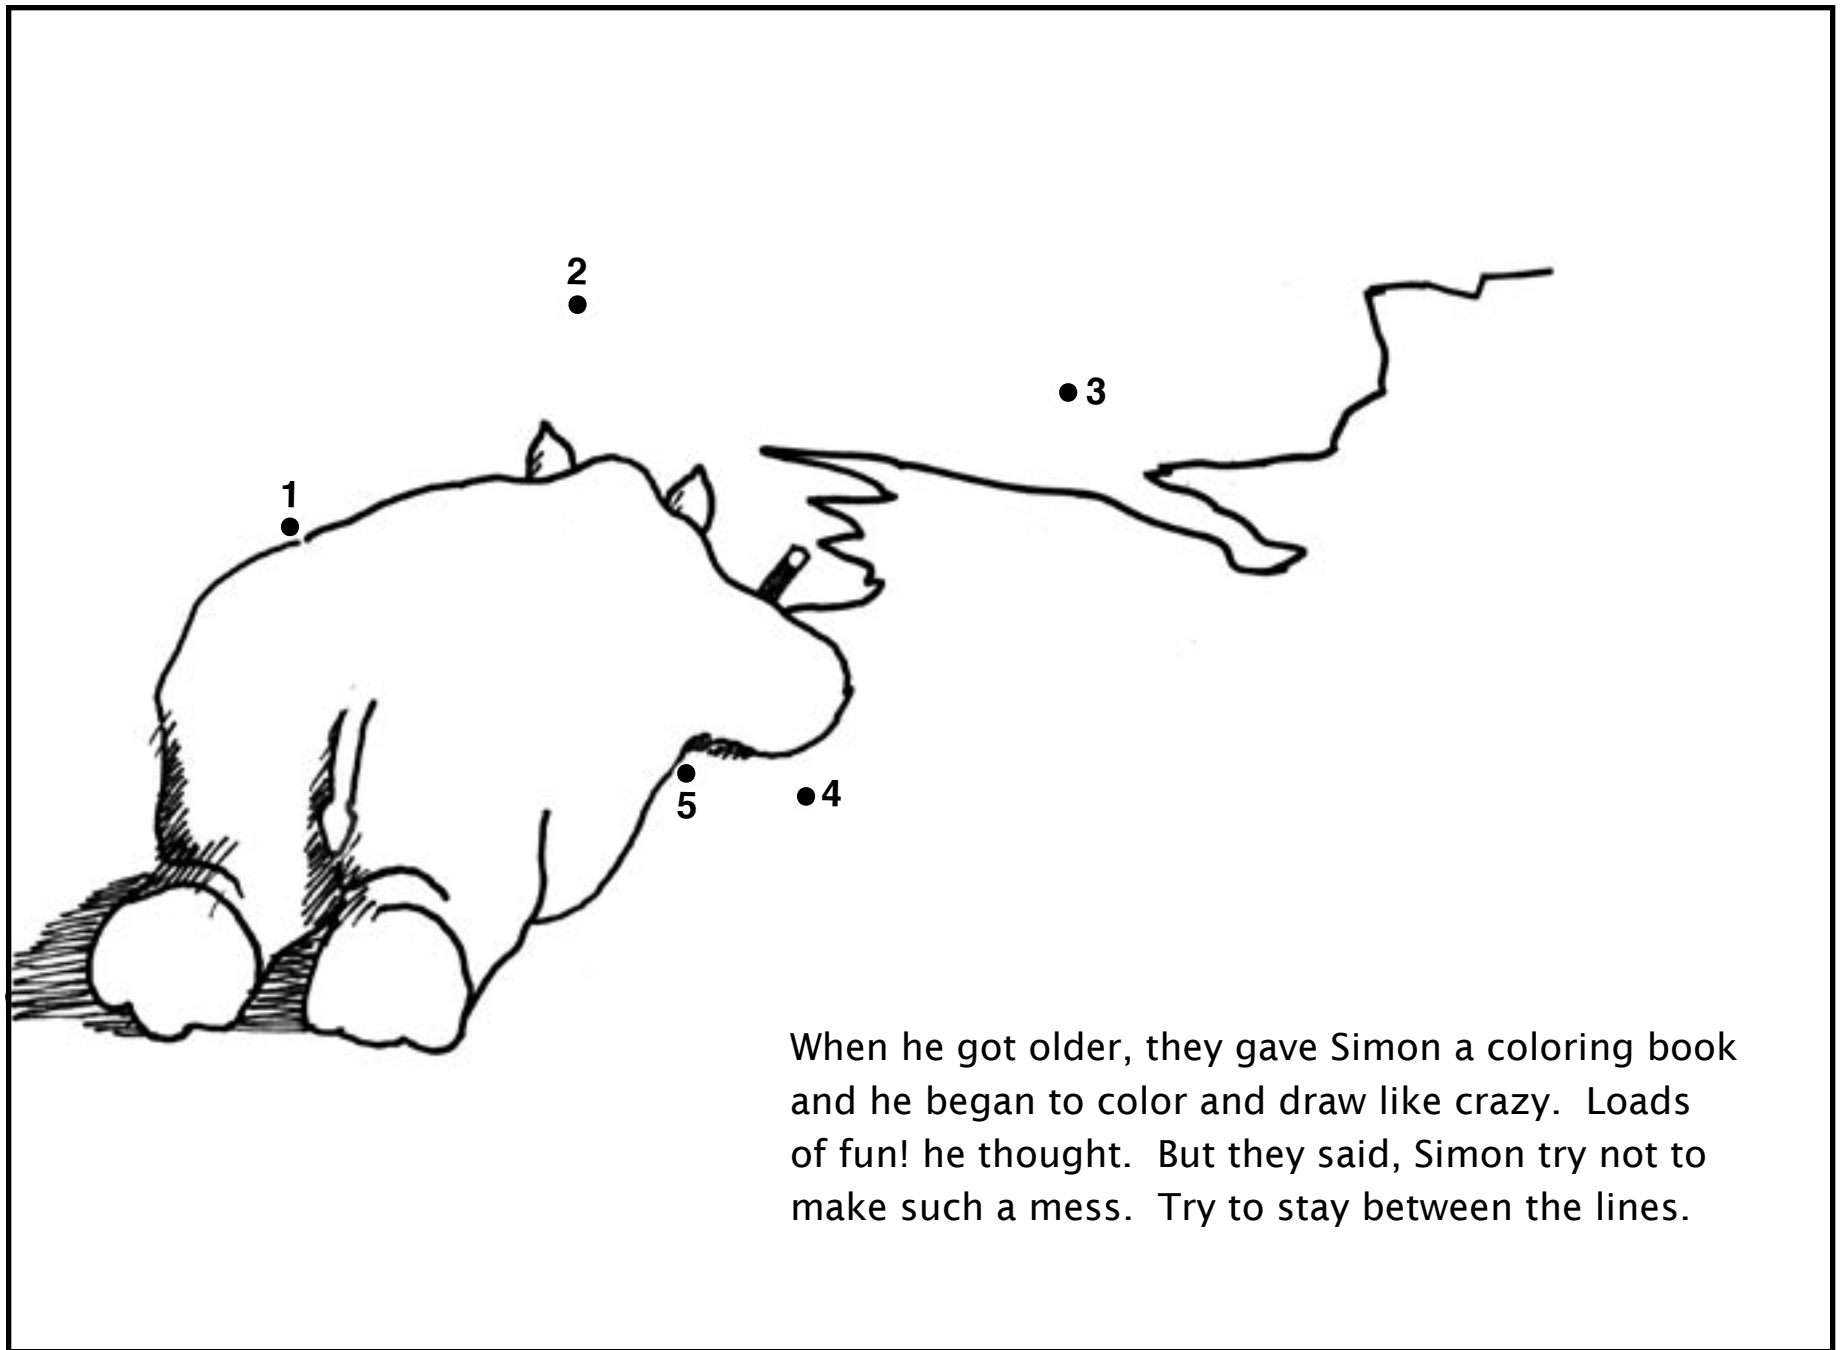 2
3
1
5
4
When he got older, they gave Simon a coloring book
and he began to color and draw like crazy.  Loads
of fun! he thought.  But they said, Simon try not to
make such a mess.  Try to stay between the lines.